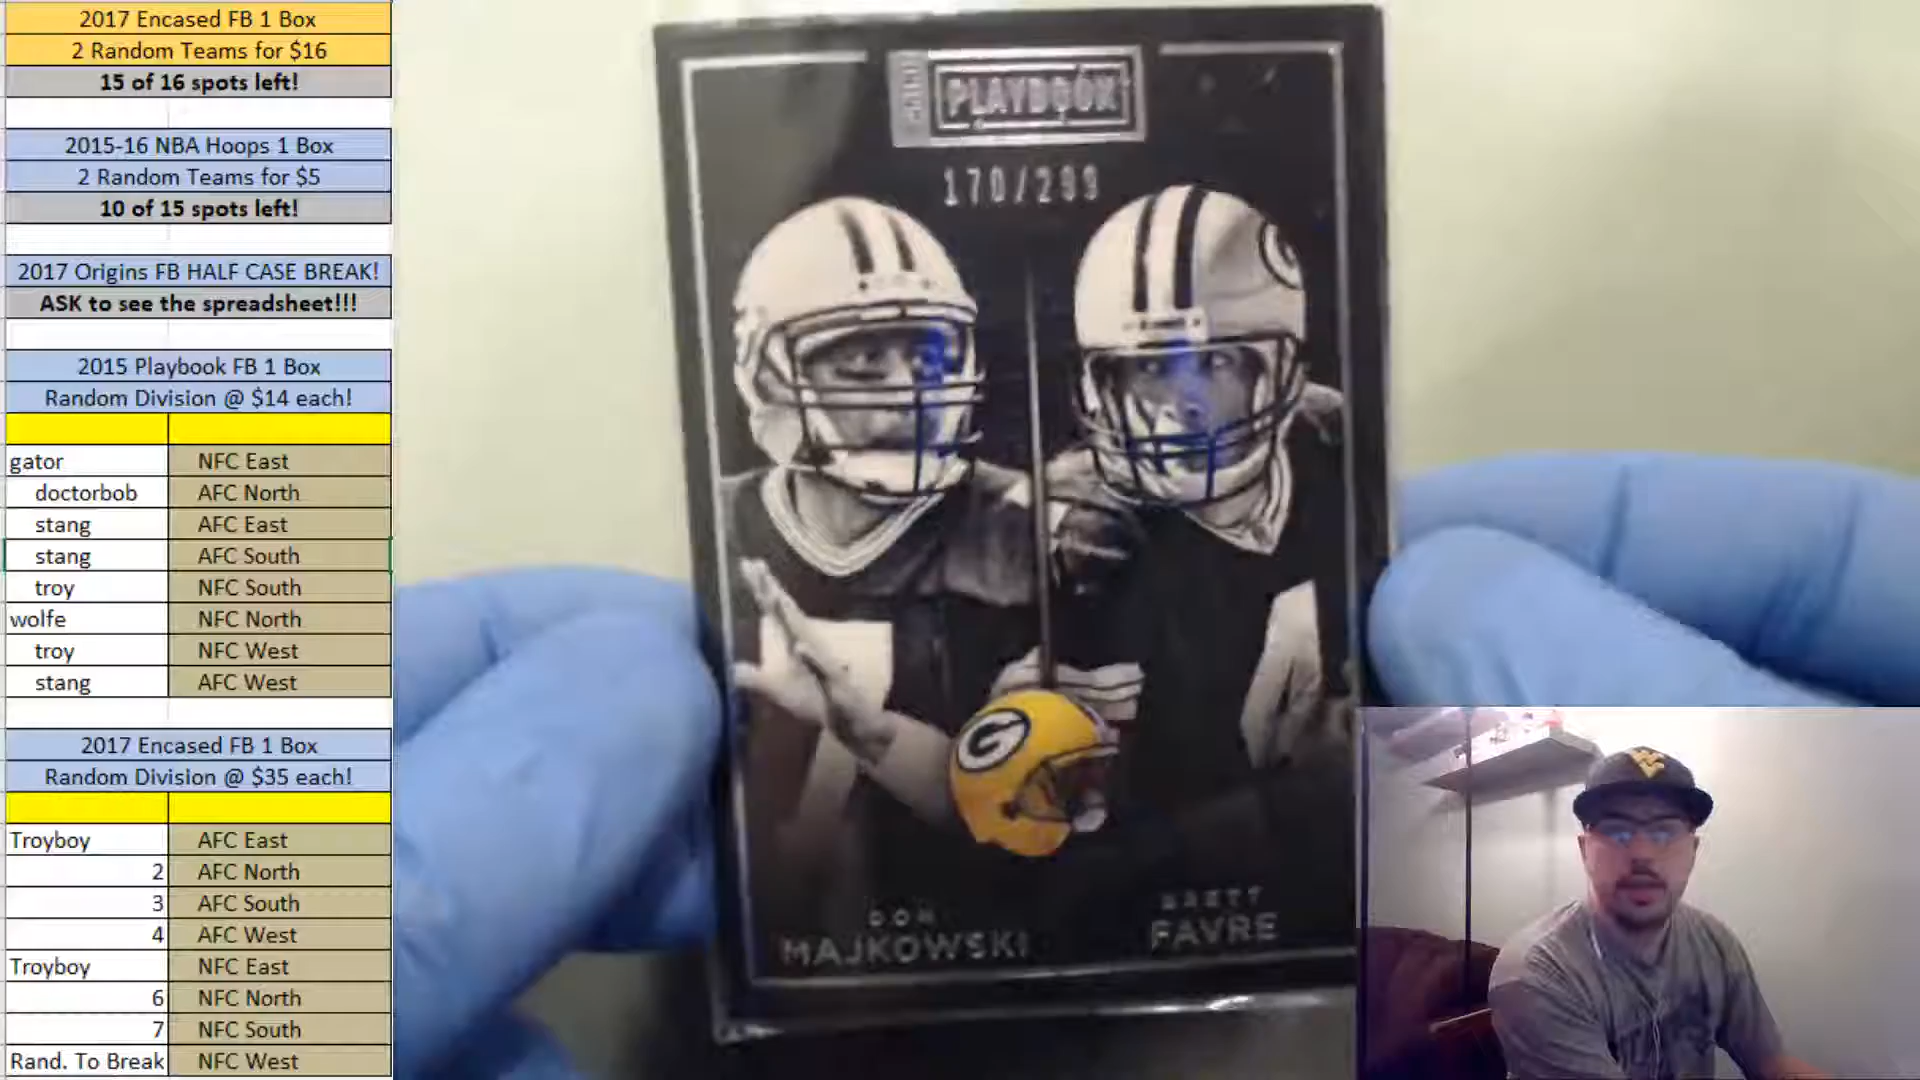 2017 Encased FB 1 Box
2 Random Teams for $16
15 of 16 spots left!
2015-16 NBA Hoops 1 Box
2 Random Teams for $5
10 of 15 spots left!
2017 Origins FB HALF CASE BREAK!
ASK to see the spreadsheet!!!
2015 Playbook FB 1 Box
Random Division @ $14 each!
gator NFC East
doctorbob AFC North
stang AFC East
stang AFC South
troy NFC South
wolfe NFC North
troy NFC West
stang AFC West
2017 Encased FB 1 Box
Random Division @ $35 each!
Troyboy AFC East
2 AFC North
3 AFC South
4 AFC West
Troyboy NFC East
6 NFC North
7 NFC South
Rand. To Break NFC West
PLAYBOOK
170/299
G
DON
MAJKOWSKI
BRETT
FAVRE